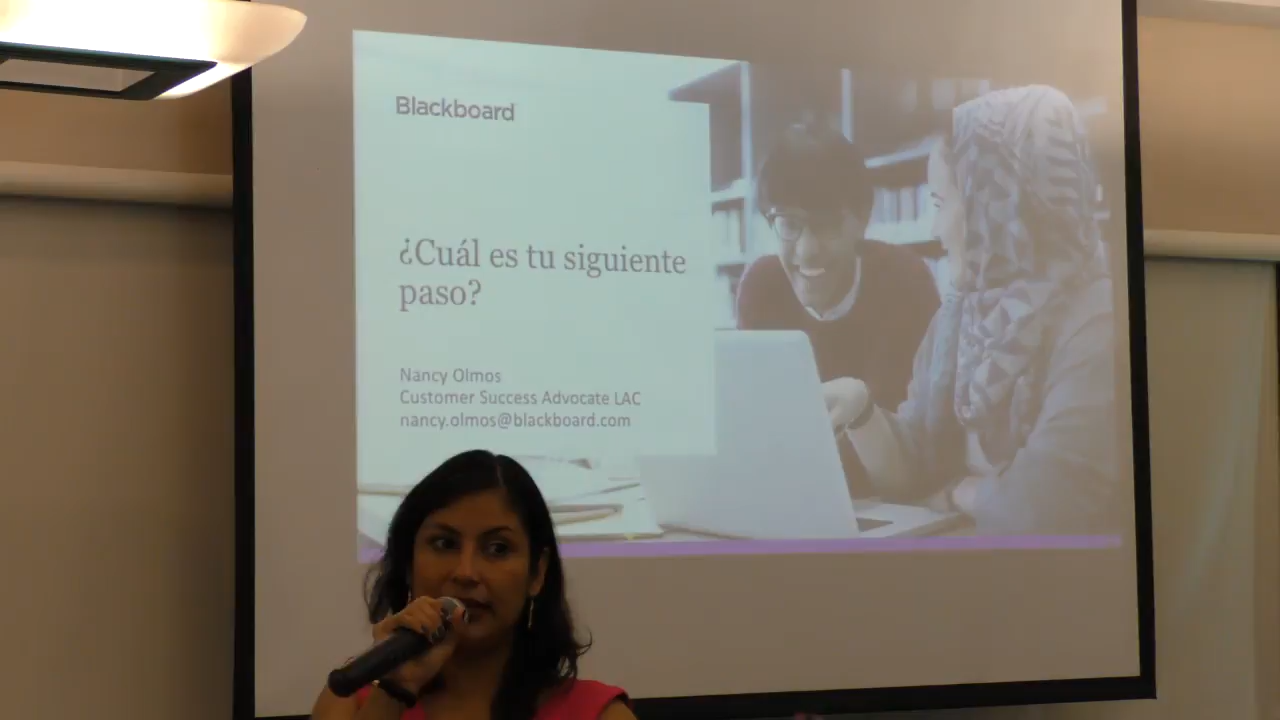 Blackboard
¿Cuál es tu siguiente
paso?
Nancy Olmos
Customer Success Advocate LAC
nancy.olmos@blackboard.com